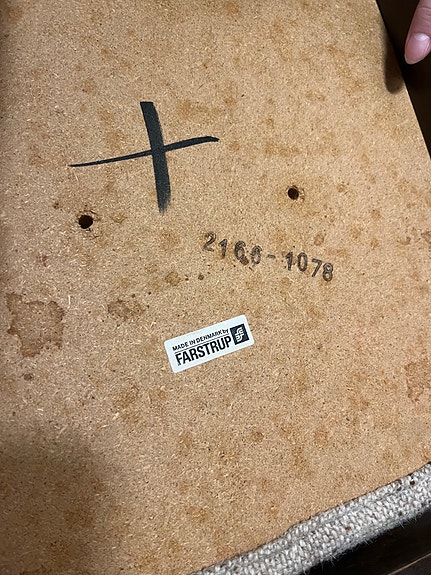 2166-1078
MADE IN DENMARK by
FARSTRUP